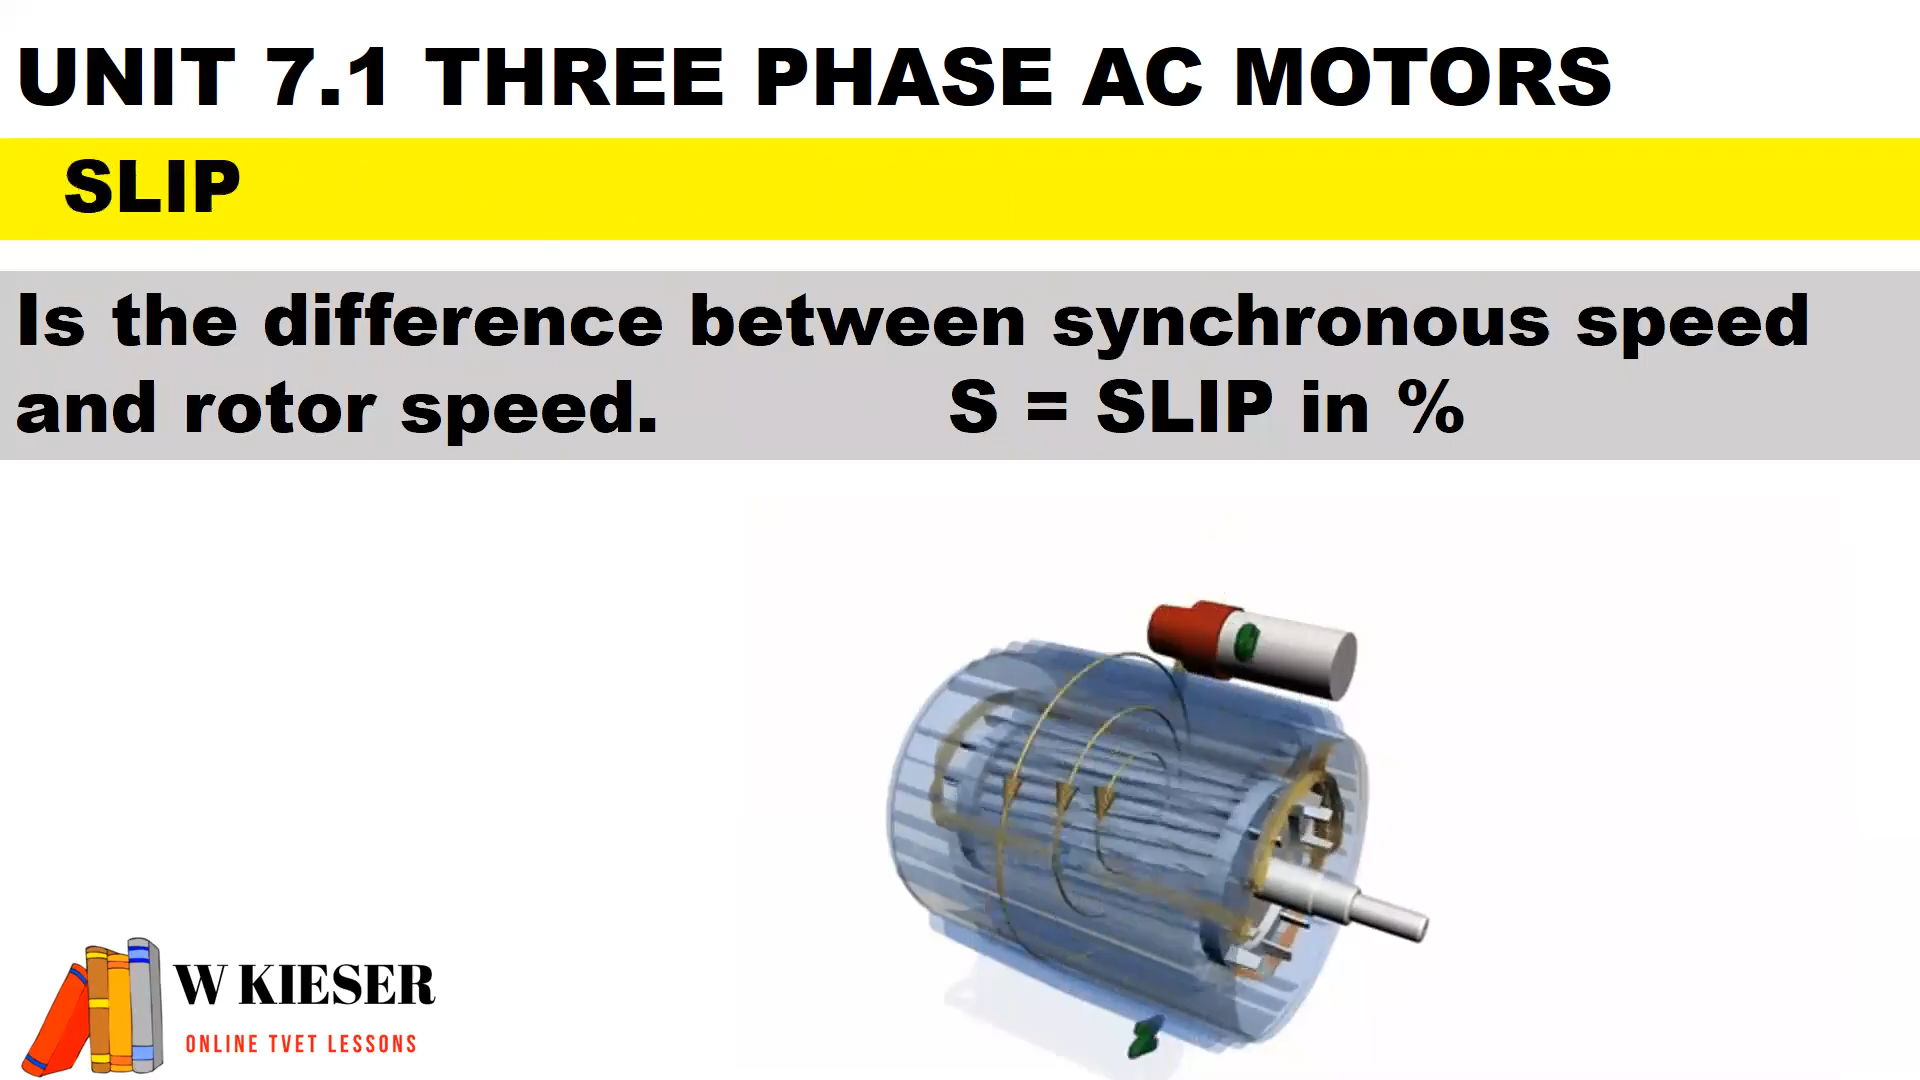 UNIT 7.1 THREE PHASE AC MOTORS
SLIP
Is the difference between synchronous speed
and rotor speed. S = SLIP in %
W KIESER
ONLINE TVET LESSONS